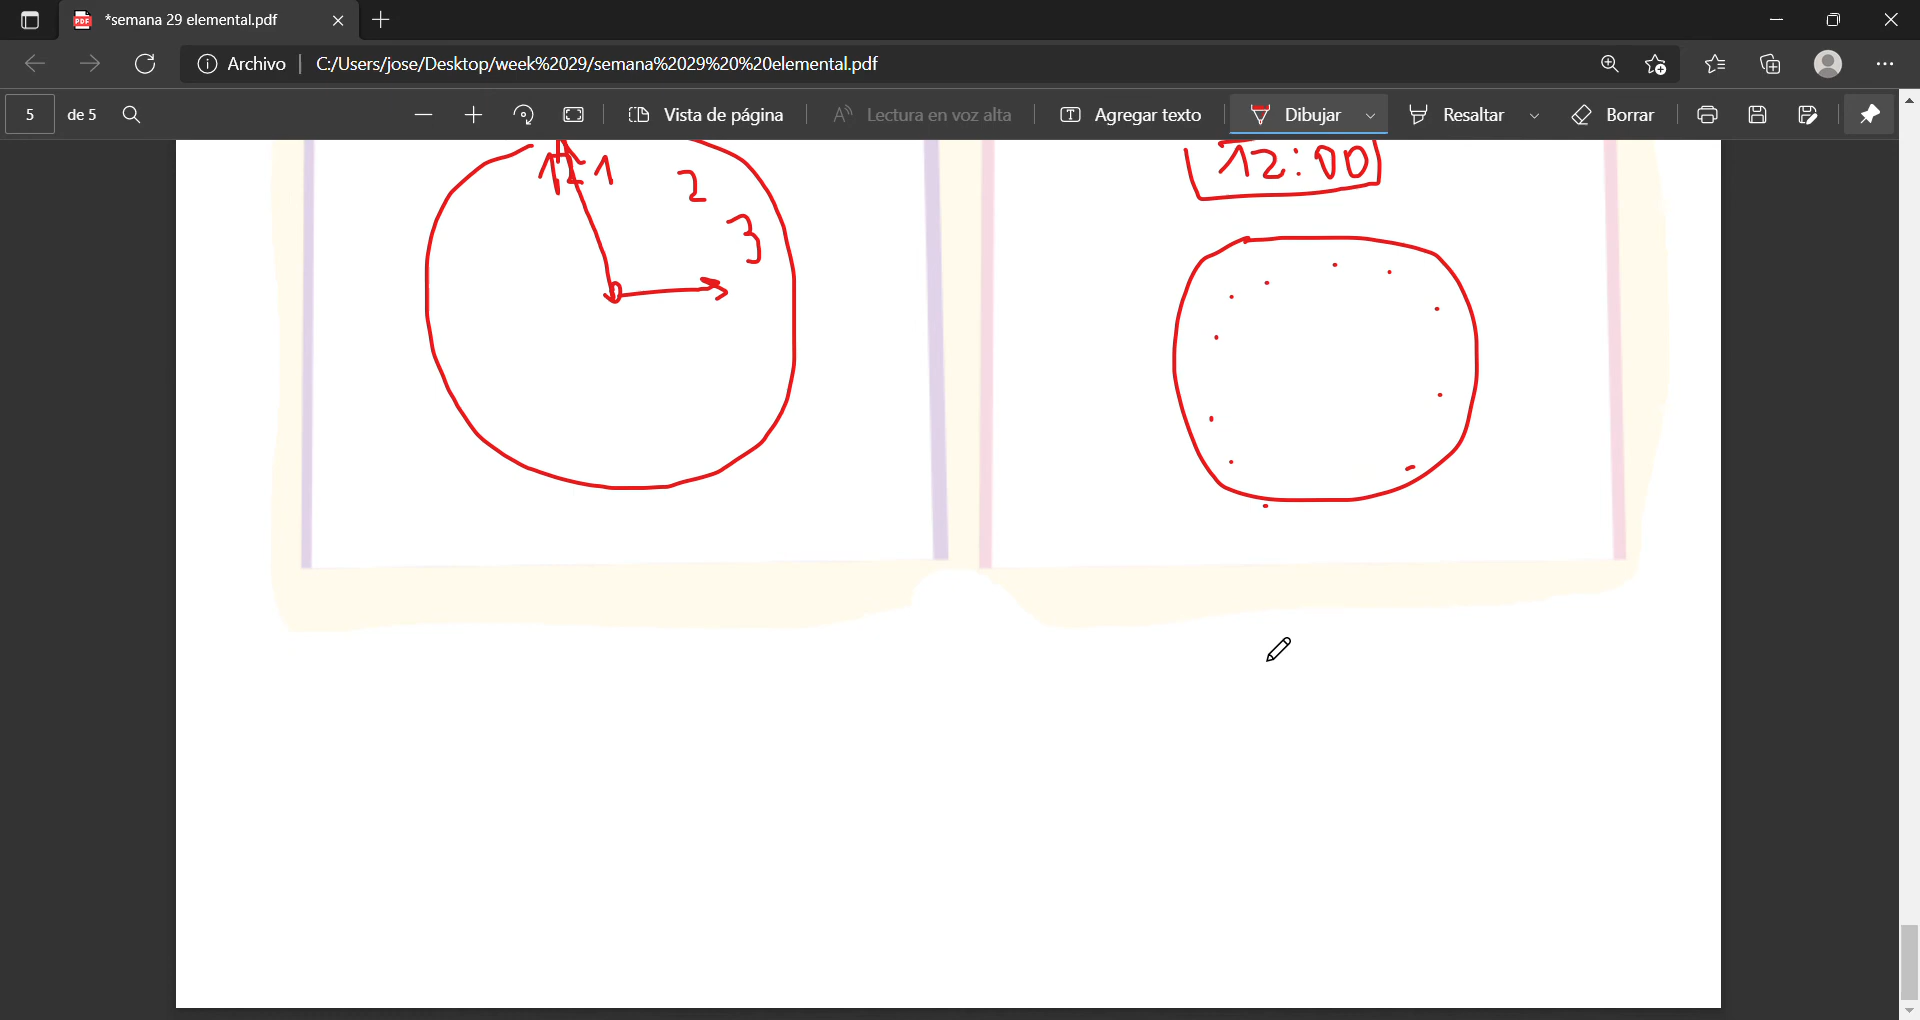 *semana 29 elemental.pdf
Archivo | C:/Users/jose/Desktop/week%2029/semana%2029%20%20elemental.pdf
5 de 5 Vista de página Lectura en voz alta Agregar texto Dibujar Resaltar Borrar
12 1 2 12:00
3